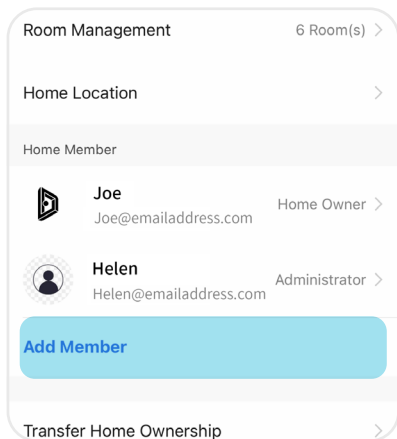 Room Management 6 Room(s)
Home Location
Home Member
Joe
Joe@emailaddress.com Home Owner
Helen
Helen@emailaddress.com Administrator
Add Member
Transfer Home Ownership